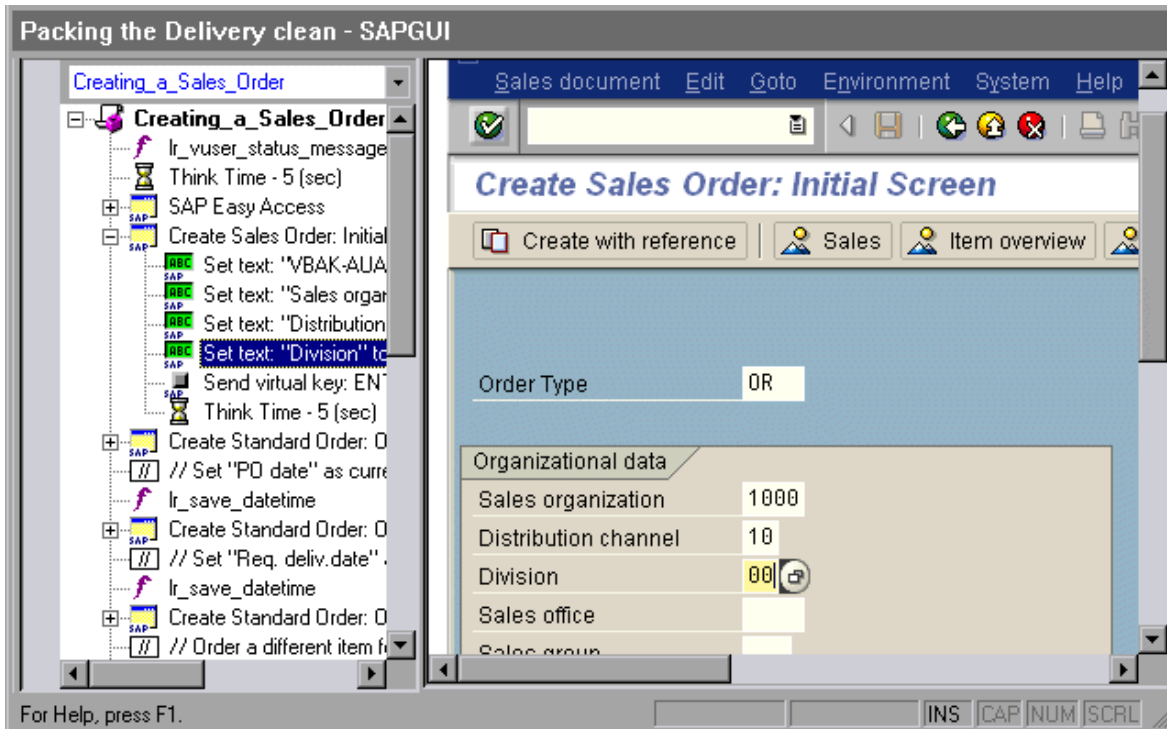 Packing the Delivery clean - SAPGUI
Creating_a_Sales_Order
Creating_a_Sales_Order
lr_vuser_status_message
Think Time - 5 (sec)
SAP Easy Access
Create Sales Order: Initial
Set text: "VBAK-AUA
Set text: "Sales organ
Set text: "Distribution
Set text: "Division" to
Send virtual key: ENT
Think Time - 5 (sec)
Create Standard Order: O
// // Set "PO date" as curre
lr_save_datetime
Create Standard Order: O
// // Set "Req. deliv.date"
lr_save_datetime
Create Standard Order: O
// // Order a different item f
Sales document Edit Goto Environment System Help
Create Sales Order: Initial Screen
Create with reference Sales Item overview
Order Type OR
Organizational data
Sales organization 1000
Distribution channel 10
Division 00
Sales office
Sales group
For Help, press F1.
INS CAP NUM SCRL